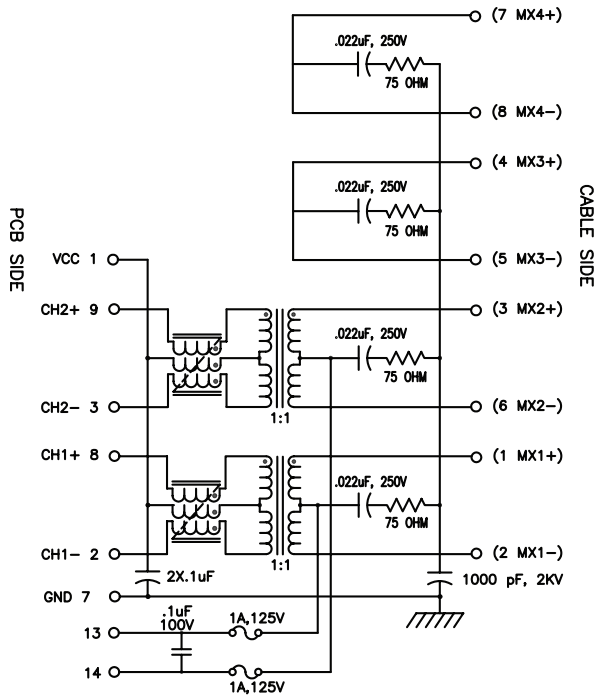 (7 MX4+)
.022uF, 250V
75 OHM
(8 MX4-)
(4 MX3+)
.022uF, 250V
75 OHM
(5 MX3-)
PCB SIDE
CABLE SIDE
VCC 1
CH2+ 9
(3 MX2+)
.022uF, 250V
75 OHM
CH2- 3
1:1
(6 MX2-)
CH1+ 8
(1 MX1+)
.022uF, 250V
75 OHM
CH1- 2
1:1
(2 MX1-)
2X.1uF
1000 pF, 2KV
GND 7
.1uF
100V
1A,125V
13
14
1A,125V